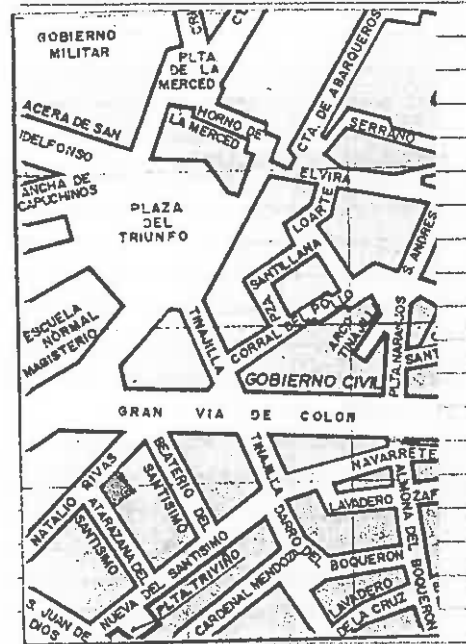 GOBIERNO
MILITAR
PLTA
DE LA
MERCED
HORNO DE
LA MERCED
CTA. DE ABARQUEROS
SERRANO
ACERA DE SAN
IDELFONSO
ANCHA DE
CAPUCHINOS
ELVIRA
LOARTE
PLAZA
DEL
TRIUNFO
S. ANDRES
SANTILLANA
PZA
CORRAL DEL POLLO
TINAJILLA
ESCUELA
NORMAL
MAGISTERIO
PLTA. NARANJOS
SANT
GOBIERNO CIVIL
GRAN VIA DE COLON
NATALIO RIVAS
BEATERIO DEL
SANTISIMO
TINAJILLA
NAVARRETE
ATARAZANA DEL
SANTISIMO
LAVADERO
ZAF
ALMONA DEL BOQUERON
DARRO DEL
BOQUERON
NUEVA DEL SANTISIMO
PLTA. TRIVIÑO
CARDENAL MENDOZA
LAVADERO
DE LA CRUZ
S. JUAN DE
DIOS